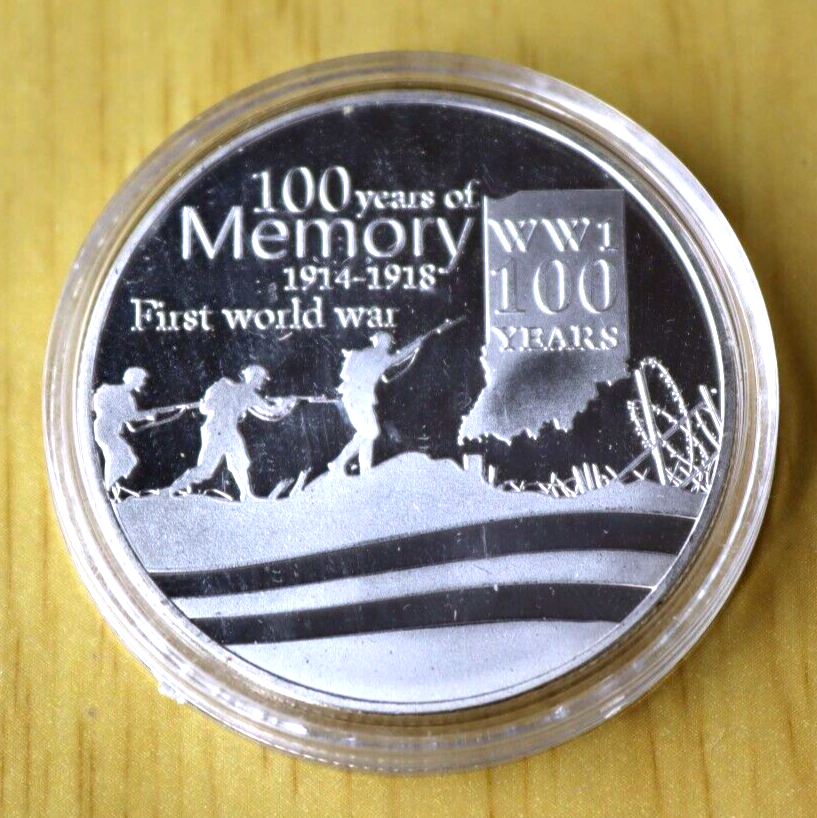 100 years of
Memory
1914-1918
First world war
WW1
100
YEARS